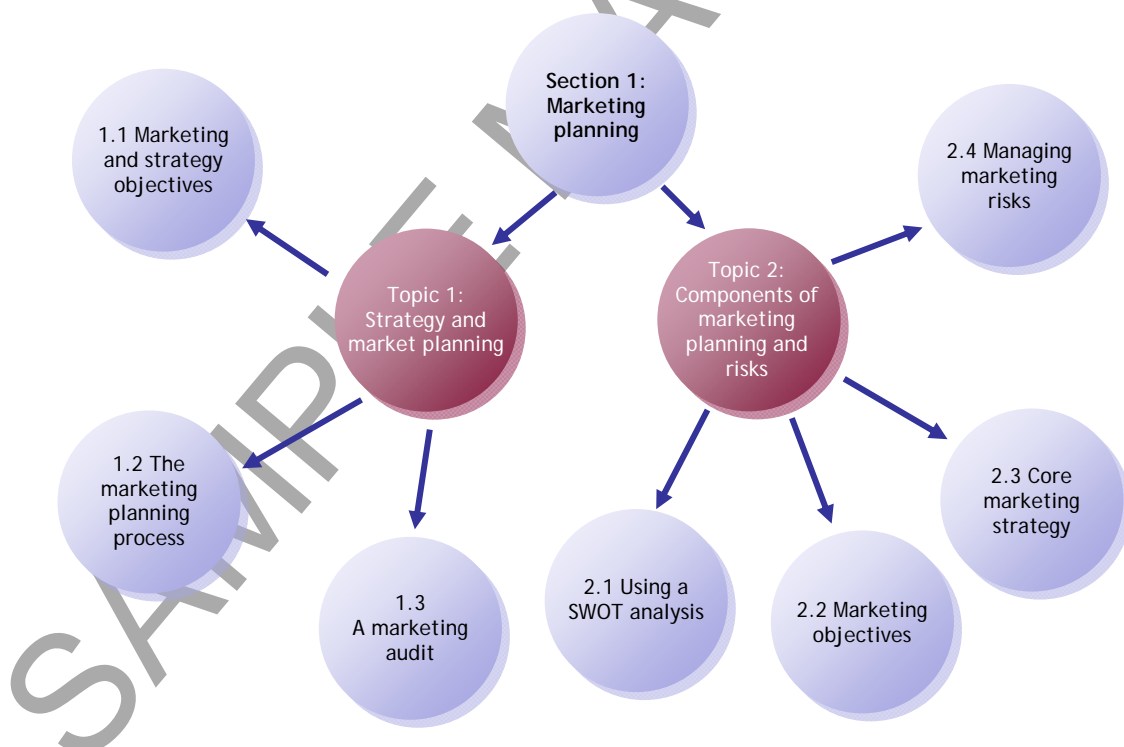 Section 1:
Marketing
planning
1.1 Marketing
and strategy
objectives
2.4 Managing
marketing
risks
Topic 1:
Strategy and
market planning
Topic 2:
Components of
marketing
planning and
risks
1.2 The
marketing
planning
process
1.3
A marketing
audit
2.1 Using a
SWOT analysis
2.2 Marketing
objectives
2.3 Core
marketing
strategy
SAMPLE